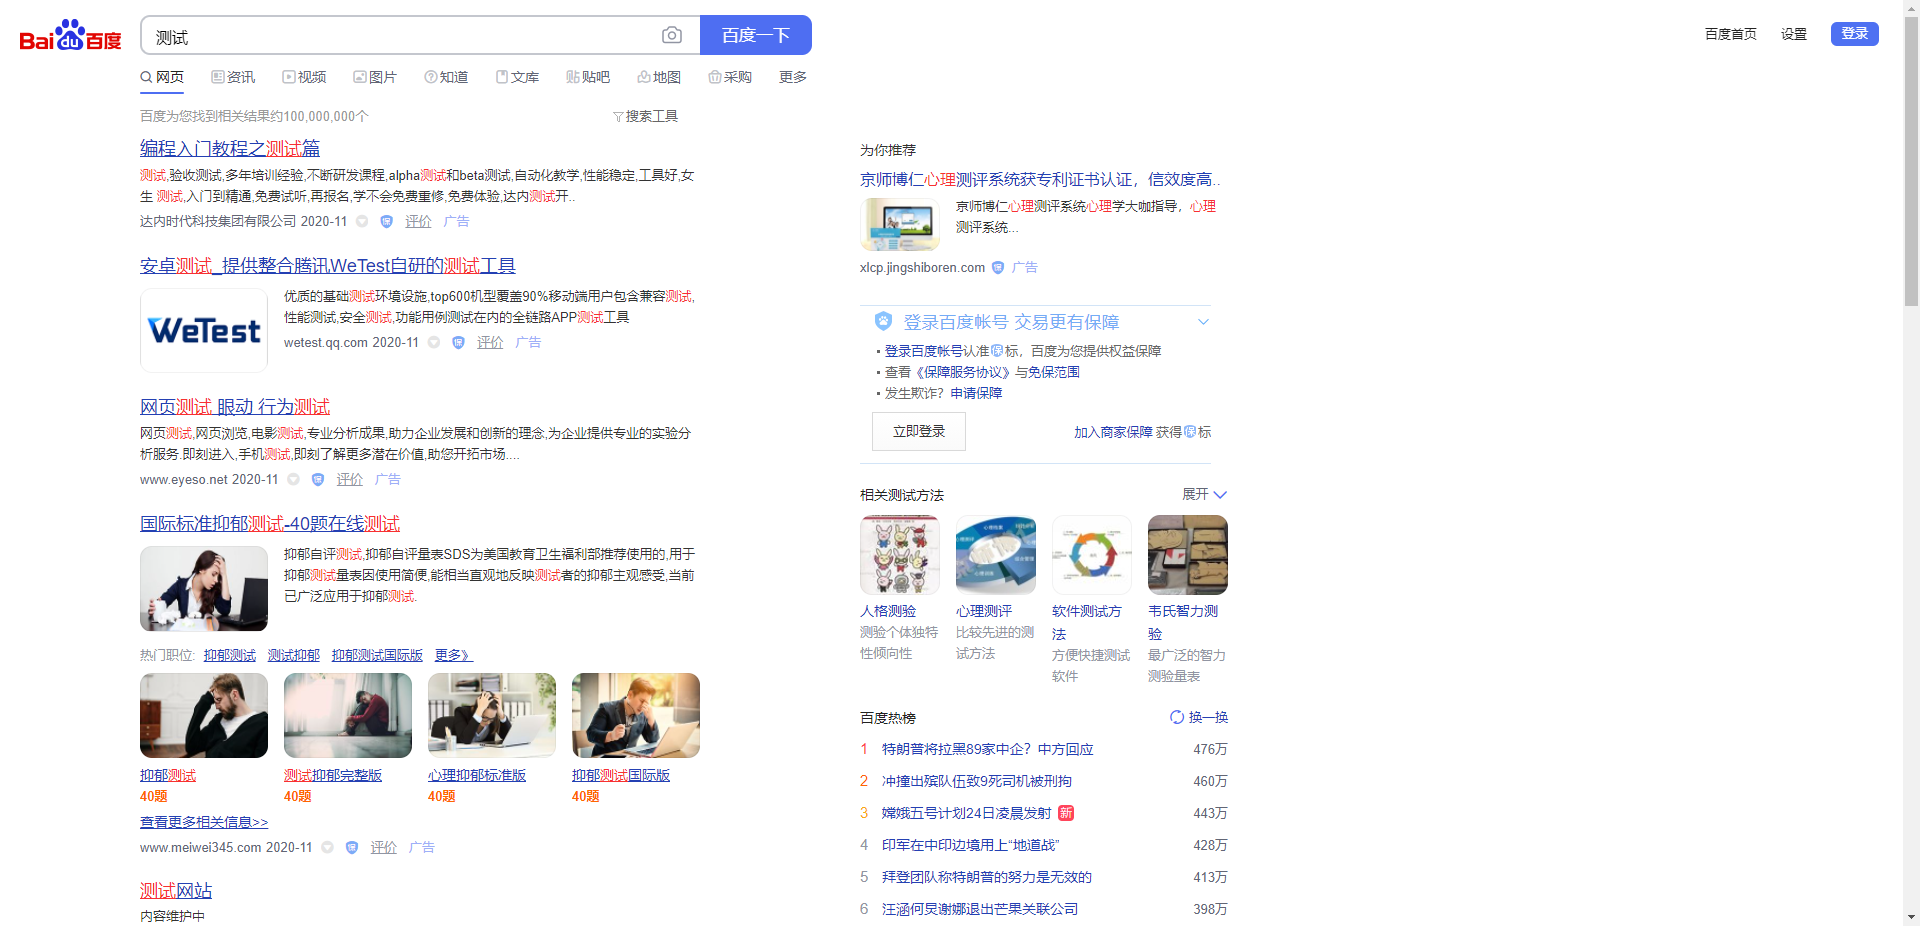 Bai du 百度
测试
百度一下
百度首页 设置 登录
网页 资讯 视频 图片 知道 文库 贴吧 地图 采购 更多
百度为您找到相关结果约100,000,000个
搜索工具
编程入门教程之测试篇
测试,验收测试,多年培训经验,不断研发课程,alpha测试和beta测试,自动化教学,性能稳定,工具好,女
生 测试,入门到精通,免费试听,再报名,学不会免费重修,免费体验,达内测试开..
达内时代科技集团有限公司 2020-11 评价 广告
安卓测试_提供整合腾讯WeTest自研的测试工具
WeTest
优质的基础测试环境设施,top600机型覆盖90%移动端用户包含兼容测试,
性能测试,安全测试,功能用例测试在内的全链路APP测试工具
wetest.qq.com 2020-11 评价 广告
网页测试 眼动 行为测试
网页测试,网页浏览,电影测试,专业分析成果,助力企业发展和创新的理念,为企业提供专业的实验分
析服务.即刻进入,手机测试,即刻了解更多潜在价值,助您开拓市场....
www.eyeso.net 2020-11 评价 广告
国际标准抑郁测试-40题在线测试
抑郁自评测试,抑郁自评量表SDS为美国教育卫生福利部推荐使用的,用于
抑郁测试量表因使用简便,能相当直观地反映测试者的抑郁主观感受,当前
已广泛应用于抑郁测试.
热门职位: 抑郁测试 测试抑郁 抑郁测试国际版 更多》
抑郁测试 测试抑郁完整版 心理抑郁标准版 抑郁测试国际版
40题 40题 40题 40题
查看更多相关信息>>
www.meiwei345.com 2020-11 评价 广告
测试网站
内容维护中
为你推荐
京师博仁心理测评系统获专利证书认证，信效度高..
京师博仁心理测评系统心理学大咖指导，心理
测评系统...
xlcp.jingshiboren.com 广告
登录百度帐号 交易更有保障
登录百度帐号认准保标，百度为您提供权益保障
查看《保障服务协议》与免保范围
发生欺诈？申请保障
立即登录
加入商家保障 获得保标
相关测试方法 展开
人格测验 心理测评 软件测试方法 韦氏智力测验
测验个体独特性倾向性 比较先进的测试方法 方便快捷测试软件 最广泛的智力测验量表
百度热榜 换一换
1 特朗普将拉黑89家中企？中方回应 476万
2 冲撞出殡队伍致9死司机被刑拘 460万
3 嫦娥五号计划24日凌晨发射 新 443万
4 印军在中印边境用上“地道战” 428万
5 拜登团队称特朗普的努力是无效的 413万
6 汪涵何炅谢娜退出芒果关联公司 398万